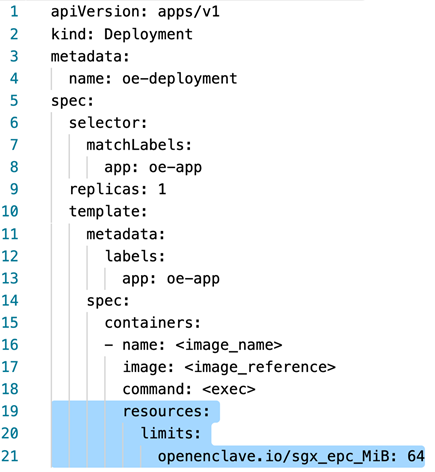 1 apiVersion: apps/v1
2 kind: Deployment
3 metadata:
4   name: oe-deployment
5 spec:
6   selector:
7     matchLabels:
8       app: oe-app
9   replicas: 1
10   template:
11     metadata:
12       labels:
13         app: oe-app
14     spec:
15       containers:
16       - name: <image_name>
17         image: <image_reference>
18         command: <exec>
19         resources:
20           limits:
21             openenclave.io/sgx_epc_MiB: 64